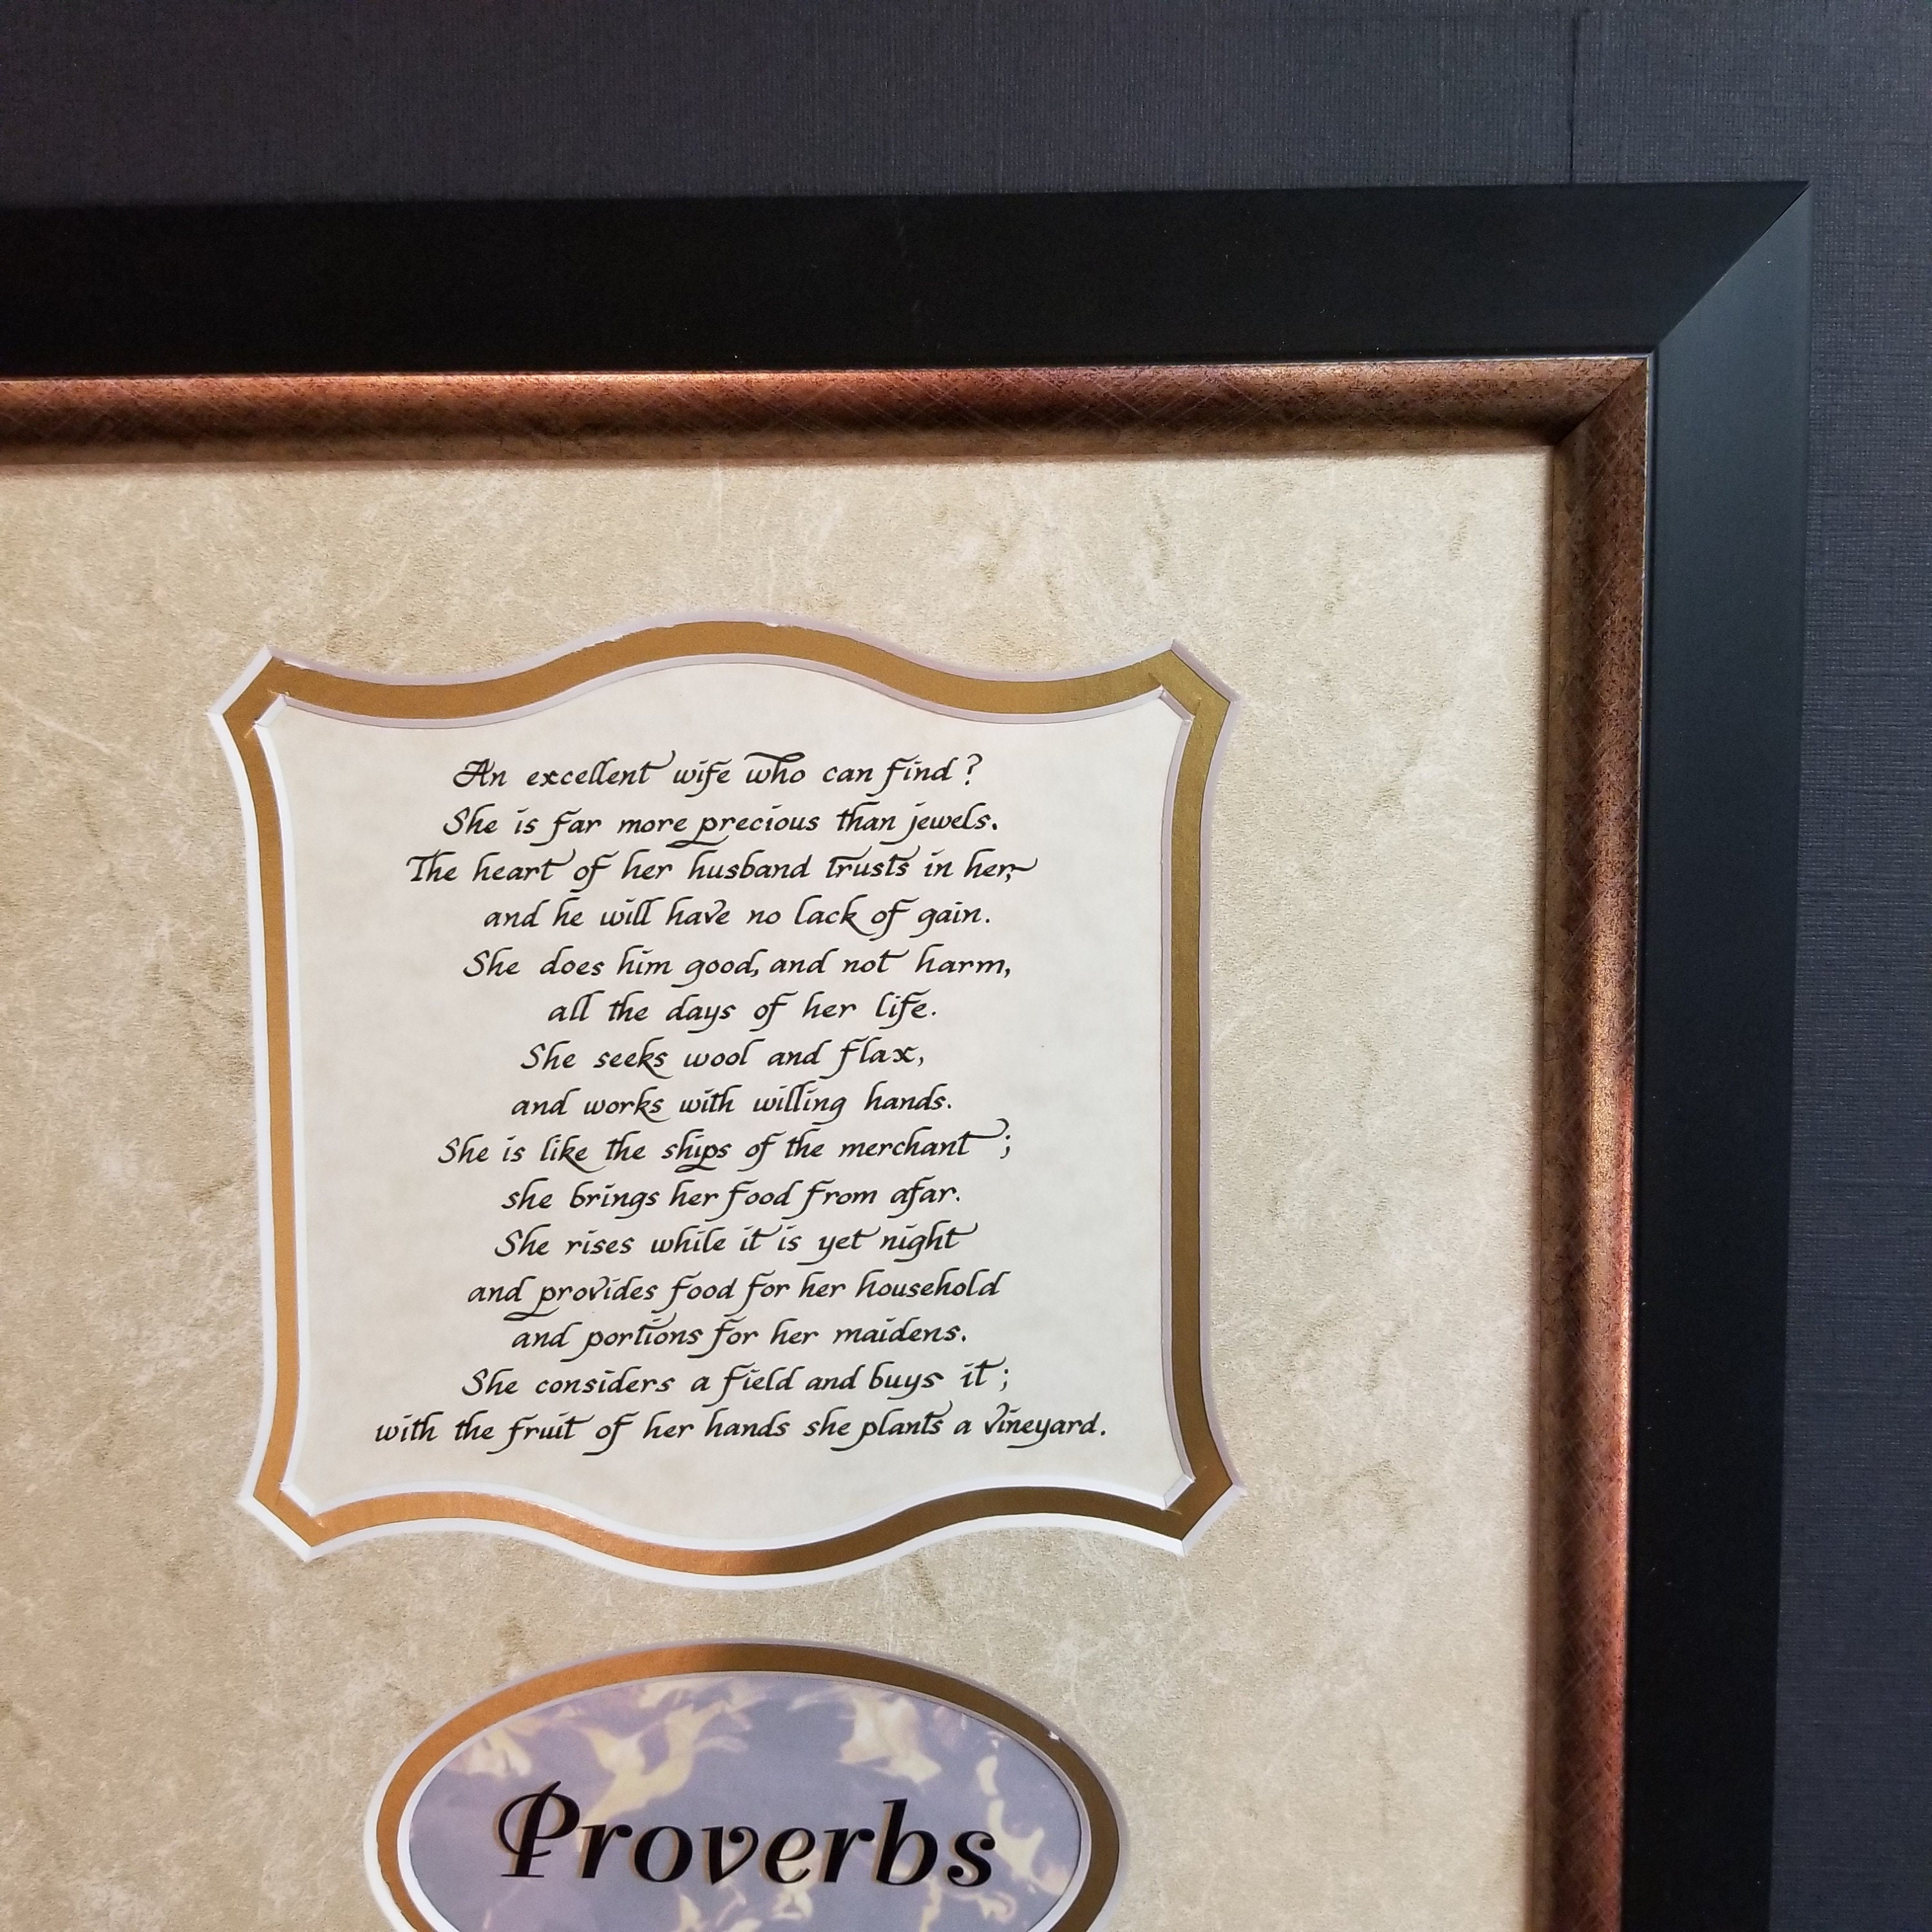 An excellent wife who can find?
She is far more precious than jewels.
The heart of her husband trusts in her,
and he will have no lack of gain.
She does him good, and not harm,
all the days of her life.
She seeks wool and flax,
and works with willing hands.
She is like the ships of the merchant;
she brings her food from afar.
She rises while it is yet night
and provides food for her household
and portions for her maidens.
She considers a field and buys it;
with the fruit of her hands she plants a vineyard.
Proverbs